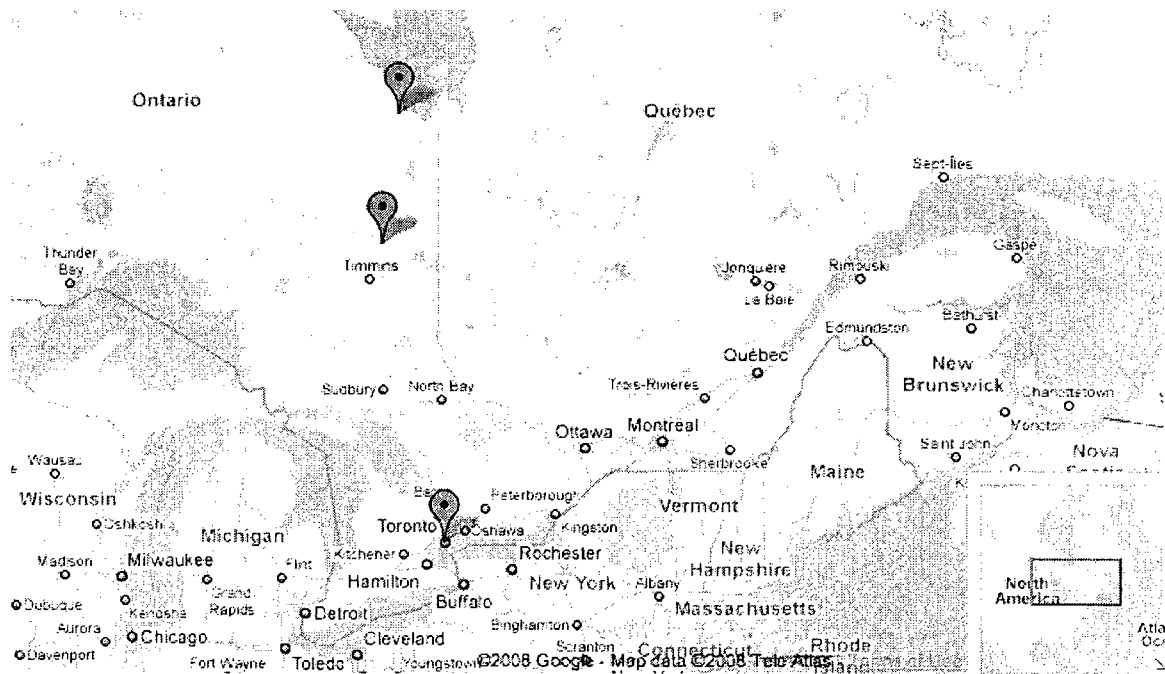 Ontario
Québec
Sept-Îles
Thunder
Bay
Timmins
Jonquière
La Baie
Rimouski
Gaspé
Edmundston
Bathurst
Québec
New
Brunswick
Sudbury
North Bay
Trois-Rivières
Charlottetown
Moncton
Ottawa
Montréal
Sherbrooke
Saint John
Nova
Wausau
Wisconsin
Maine
Peterborough
Vermont
Oshkosh
Michigan
Toronto
Oshawa
Kingston
Madison
Milwaukee
Kitchener
Rochester
New
Hampshire
Flint
Grand
Rapids
Hamilton
New York
Albany
North
America
Dubuque
Kenosha
Detroit
Buffalo
Massachusetts
Aurora
Chicago
Cleveland
Binghamton
Davenport
Fort Wayne
Toledo
Youngstown
Scranton
Connecticut
Rhode
©2008 Google - Map data ©2008 Tele Atlas